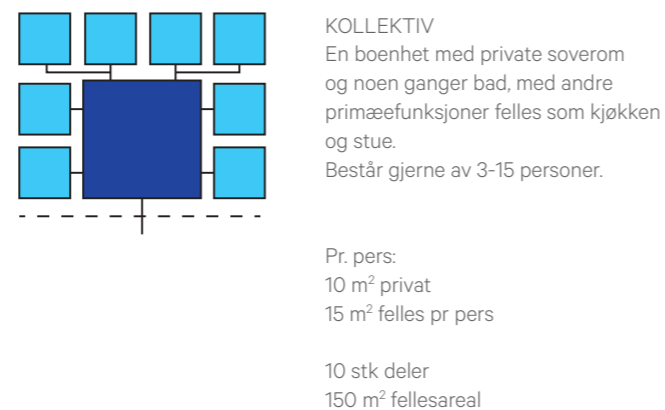 KOLLEKTIV
En boenhet med private soverom
og noen ganger bad, med andre
primæefunksjoner felles som kjøkken
og stue.
Består gjerne av 3-15 personer.
Pr. pers:
10 m² privat
15 m² felles pr pers
10 stk deler
150 m² fellesareal